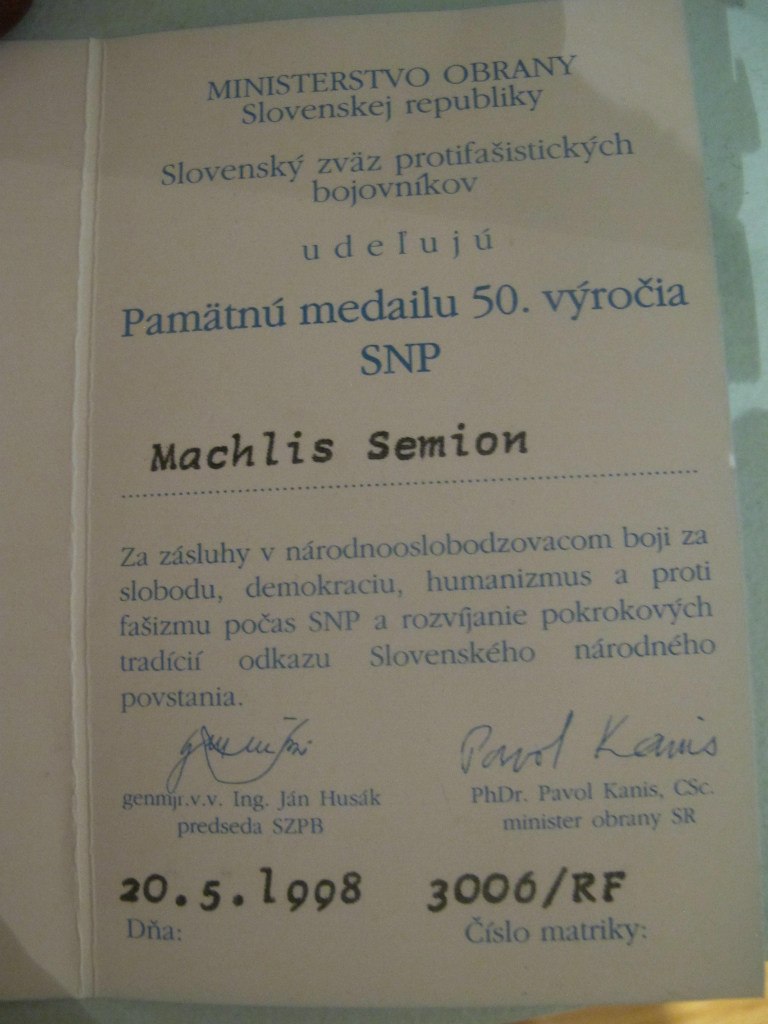 MINISTERSTVO OBRANY
Slovenskej republiky
Slovenský zväz protifašistických
bojovníkov
udeľujú
Pamätnú medailu 50. výročia
SNP
Machlis Semion
Za zásluhy v národnooslobodzovacom boji za
slobodu, demokraciu, humanizmus a proti
fašizmu počas SNP a rozvíjanie pokrokových
tradícií odkazu Slovenského národného
povstania.
Pavol Kanis
genmjr.v.v. Ing. Ján Husák
predseda SZPB
PhDr. Pavol Kanis, CSc.
minister obrany SR
20.5.1998
Dňa:
3006/RF
Číslo matriky: